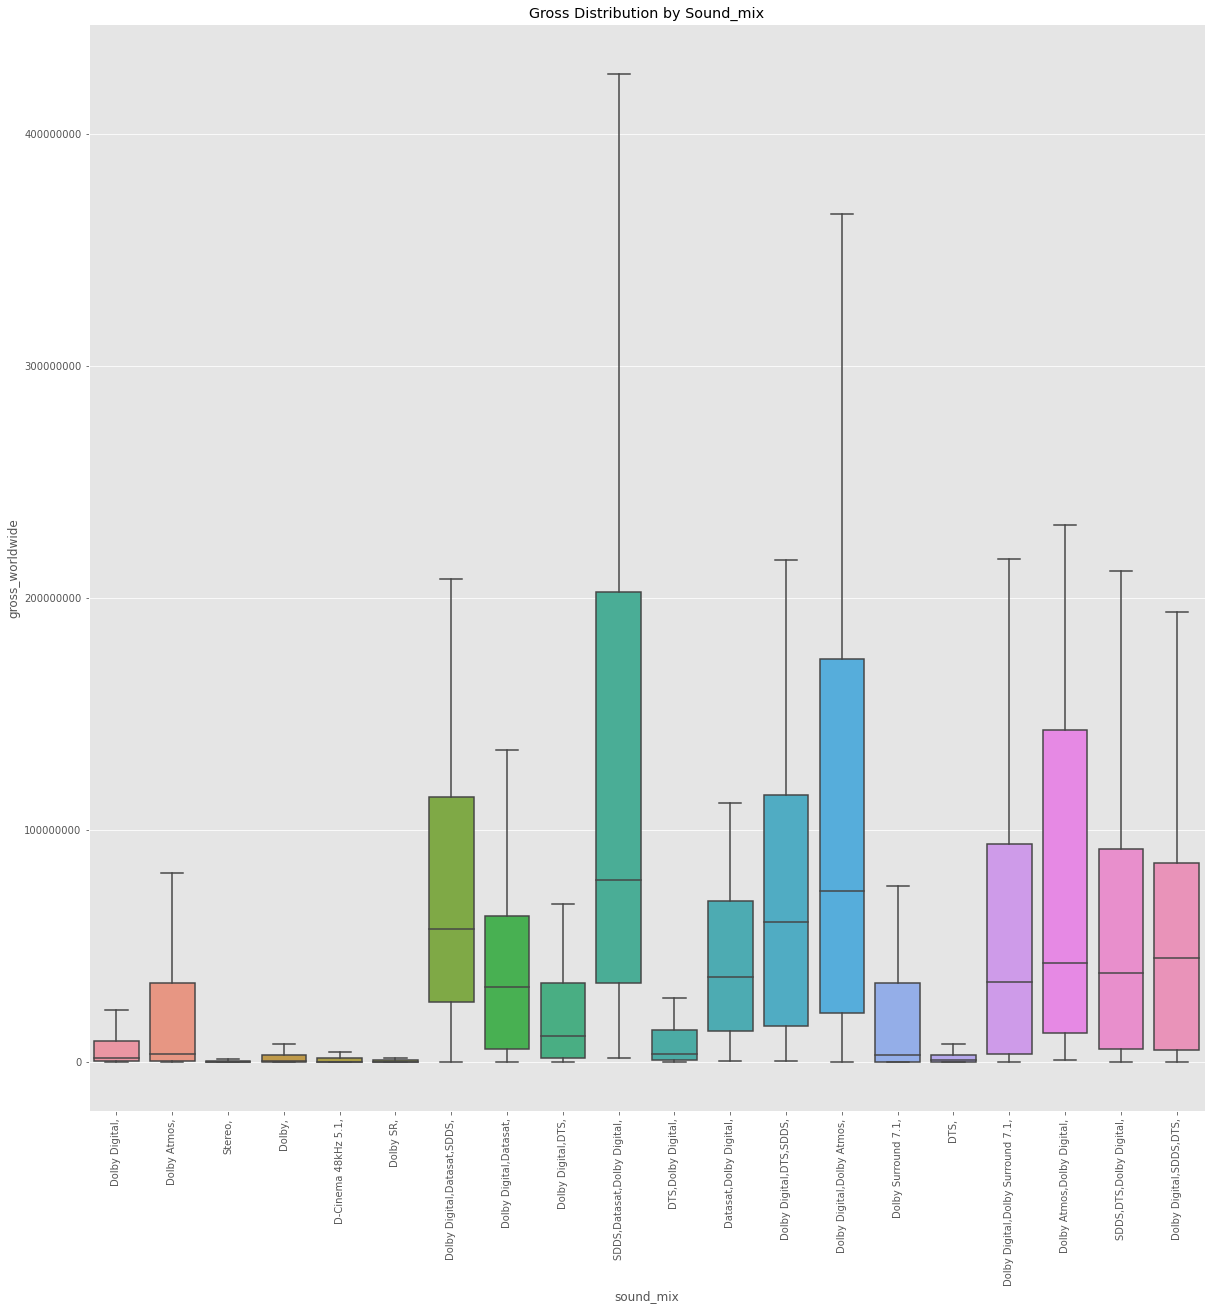 Gross Distribution by Sound_mix
gross_worldwide
400000000
300000000
200000000
100000000
0
Dolby Digital,
Dolby Atmos,
Stereo,
Dolby,
D-Cinema 48kHz 5.1,
Dolby SR,
Dolby Digital,Datasat,SDDS,
Dolby Digital,Datasat,
Dolby Digital,DTS,
SDDS,Datasat,Dolby Digital,
DTS,Dolby Digital,
Datasat,Dolby Digital,
Dolby Digital,DTS,SDDS,
Dolby Digital,Dolby Atmos,
Dolby Surround 7.1,
DTS,
Dolby Digital,Dolby Surround 7.1,
Dolby Atmos,Dolby Digital,
SDDS,DTS,Dolby Digital,
Dolby Digital,SDDS,DTS,
sound_mix